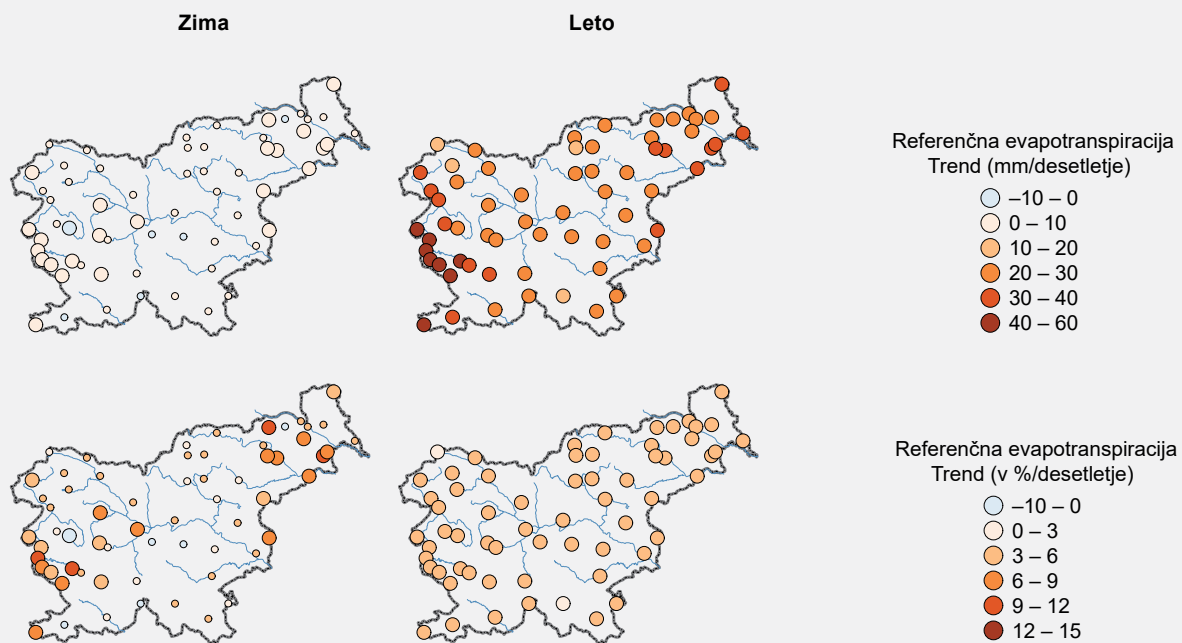 Zima
Leto
Referenčna evapotranspiracija
Trend (mm/desetletje)
–10 – 0
0 – 10
10 – 20
20 – 30
30 – 40
40 – 60
Referenčna evapotranspiracija
Trend (v %/desetletje)
–10 – 0
0 – 3
3 – 6
6 – 9
9 – 12
12 – 15